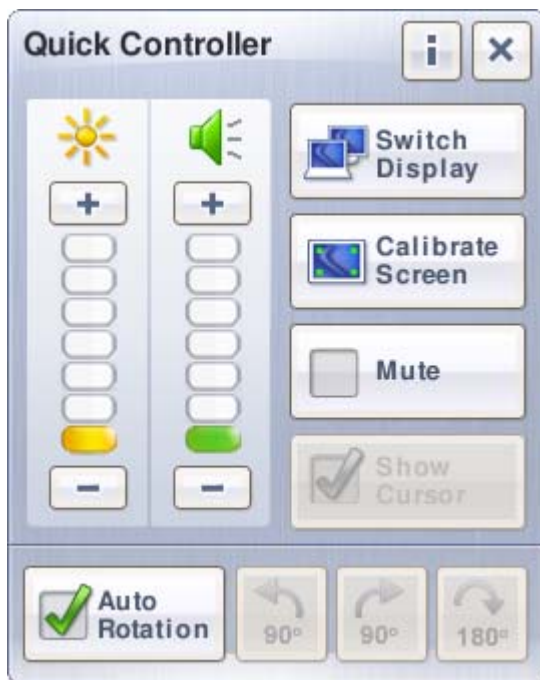 Quick Controller
i
Switch
Display
Calibrate
Screen
Mute
Show
Cursor
Auto
Rotation
90°
90°
180°